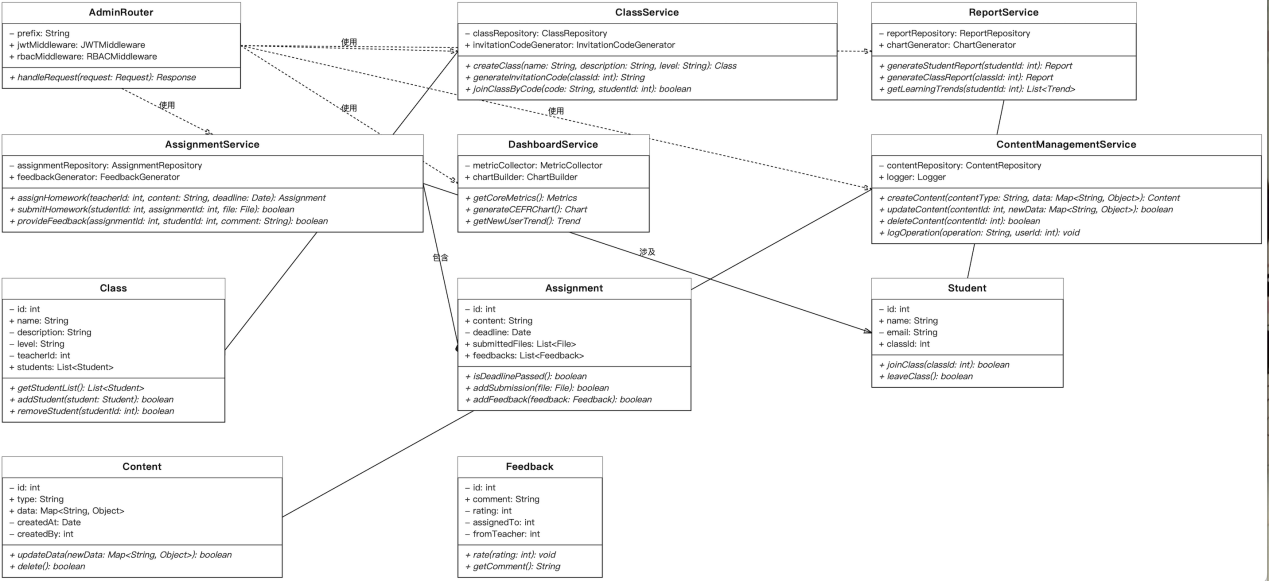 AdminRouter
– prefix: String
+ jwtMiddleware: JWTMiddleware
+ rbacMiddleware: RBACMiddleware
+ handleRequest(request: Request): Response
ClassService
– classRepository: ClassRepository
+ invitationCodeGenerator: InvitationCodeGenerator
+ createClass(name: String, description: String, level: String): Class
+ generateInvitationCode(classId: int): String
+ joinClassByCode(code: String, studentId: int): boolean
ReportService
– reportRepository: ReportRepository
+ chartGenerator: ChartGenerator
+ generateStudentReport(studentId: int): Report
+ generateClassReport(classId: int): Report
+ getLearningTrends(studentId: int): List<Trend>
使用
使用
使用
使用
AssignmentService
– assignmentRepository: AssignmentRepository
+ feedbackGenerator: FeedbackGenerator
+ assignHomework(teacherId: int, content: String, deadline: Date): Assignment
+ submitHomework(studentId: int, assignmentId: int, file: File): boolean
+ provideFeedback(assignmentId: int, studentId: int, comment: String): boolean
DashboardService
– metricCollector: MetricCollector
+ chartBuilder: ChartBuilder
+ getCoreMetrics(): Metrics
+ generateCEFRChart(): Chart
+ getNewUserTrend(): Trend
ContentManagementService
– contentRepository: ContentRepository
+ logger: Logger
+ createContent(contentType: String, data: Map<String, Object>): Content
+ updateContent(contentId: int, newData: Map<String, Object>): boolean
+ deleteContent(contentId: int): boolean
+ logOperation(operation: String, userId: int): void
包含
涉及
Class
– id: int
+ name: String
– description: String
– level: String
– teacherId: int
+ students: List<Student>
+ getStudentList(): List<Student>
+ addStudent(student: Student): boolean
+ removeStudent(studentId: int): boolean
Assignment
– id: int
+ content: String
– deadline: Date
+ submittedFiles: List<File>
+ feedbacks: List<Feedback>
+ isDeadlinePassed(): boolean
+ addSubmission(file: File): boolean
+ addFeedback(feedback: Feedback): boolean
Student
– id: int
+ name: String
– email: String
+ classId: int
+ joinClass(classId: int): boolean
+ leaveClass(): boolean
Content
– id: int
+ type: String
+ data: Map<String, Object>
– createdAt: Date
– createdBy: int
+ updateData(newData: Map<String, Object>): boolean
+ delete(): boolean
Feedback
– id: int
+ comment: String
– rating: int
– assignedTo: int
– fromTeacher: int
+ rate(rating: int): void
+ getComment(): String